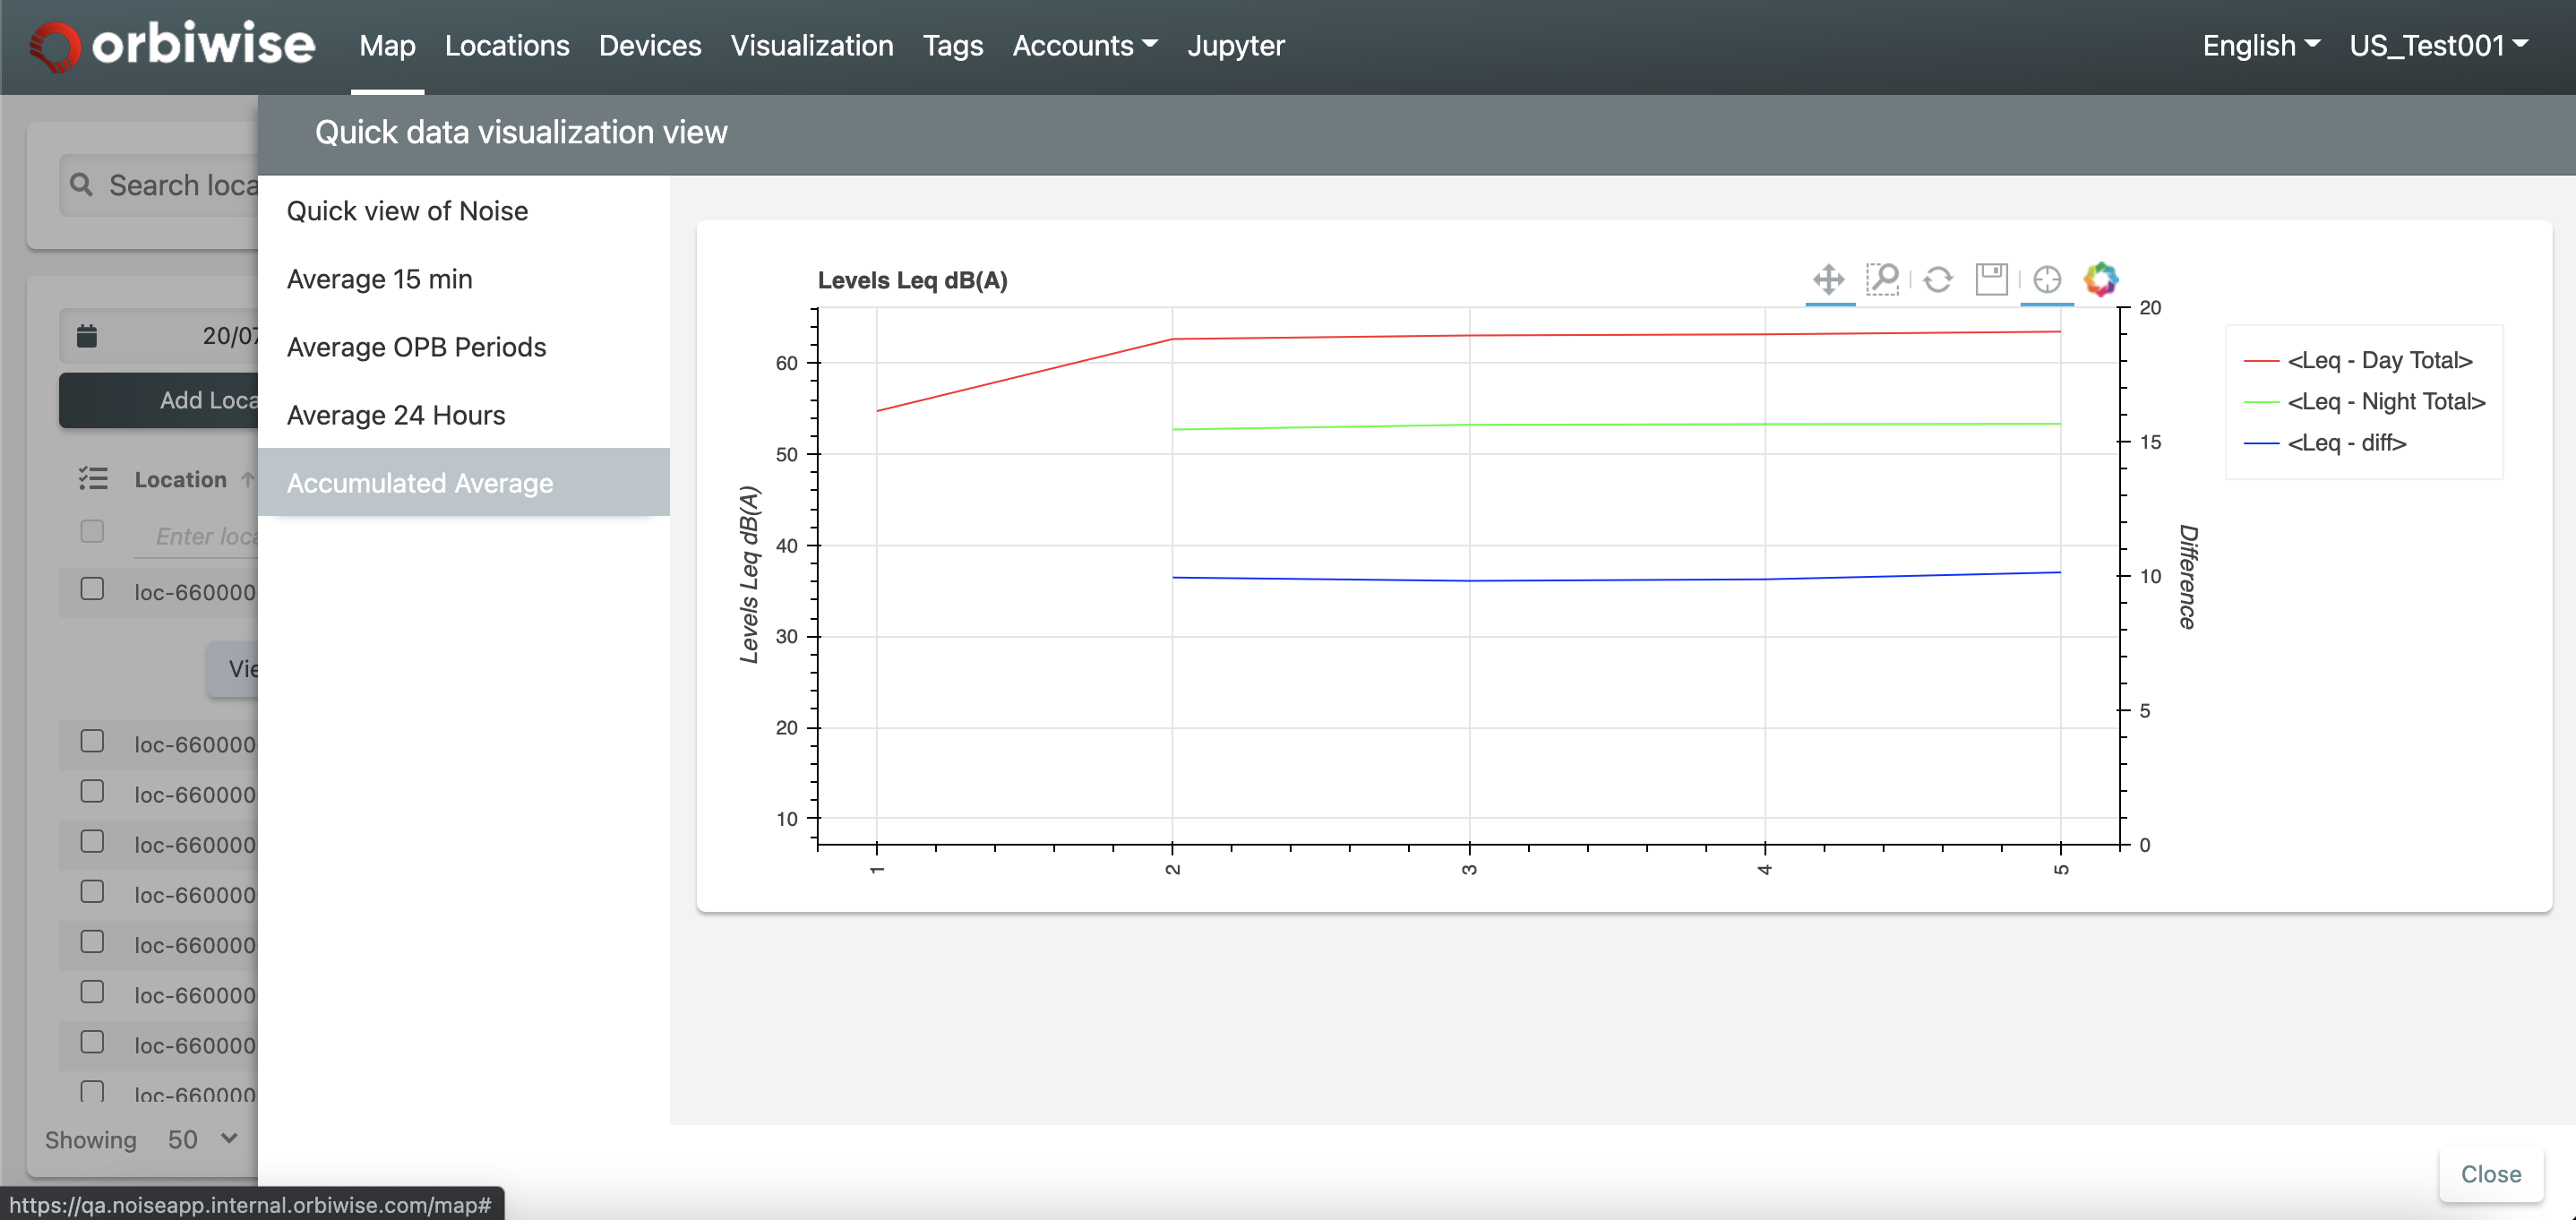 orbiwise Map Locations Devices Visualization Tags Accounts Jupyter English US_Test001
Quick data visualization view
Search loca
20/07
Add Loca
Location
Enter loca
loc-660000
Vie
loc-660000
loc-660000
loc-660000
loc-660000
loc-660000
loc-660000
loc-660000
loc-660000
Showing 50
https://qa.noiseapp.internal.orbiwise.com/map#
Quick view of Noise
Average 15 min
Average OPB Periods
Average 24 Hours
Accumulated Average
Levels Leq dB(A)
Levels Leq dB(A)
60
50
40
30
20
10
1 2 3 4 5
20
15
10
5
0
Difference
<Leq - Day Total>
<Leq - Night Total>
<Leq - diff>
Close